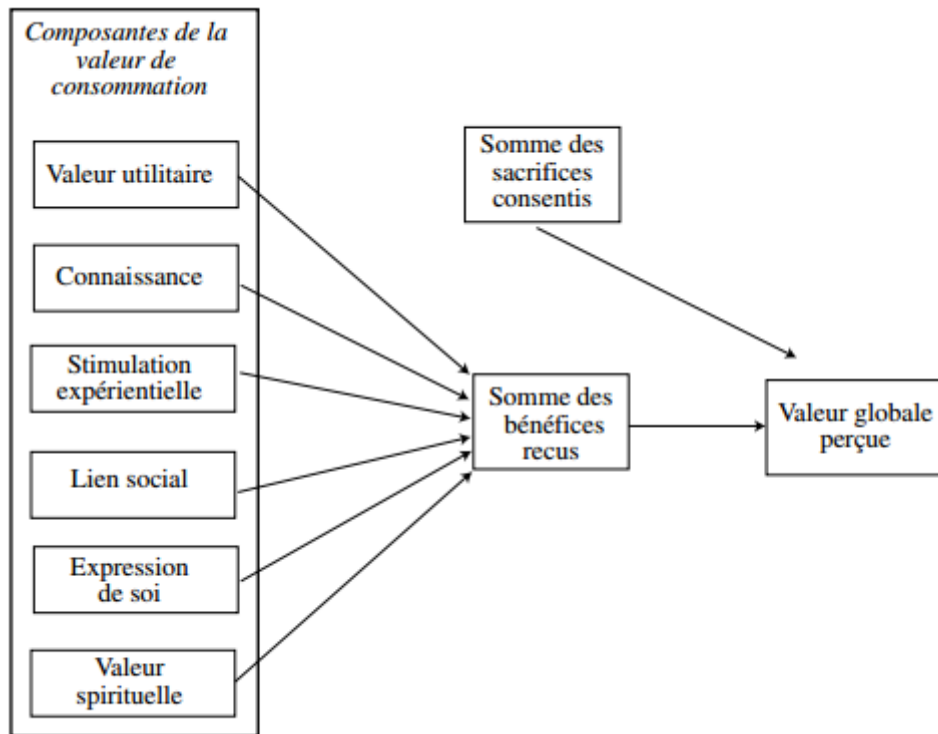 Composantes de la
valeur de
consommation
Valeur utilitaire
Connaissance
Stimulation
expérientielle
Lien social
Expression
de soi
Valeur
spirituelle
Somme des
sacrifices
consentis
Somme des
bénéfices
recus
Valeur globale
perçue